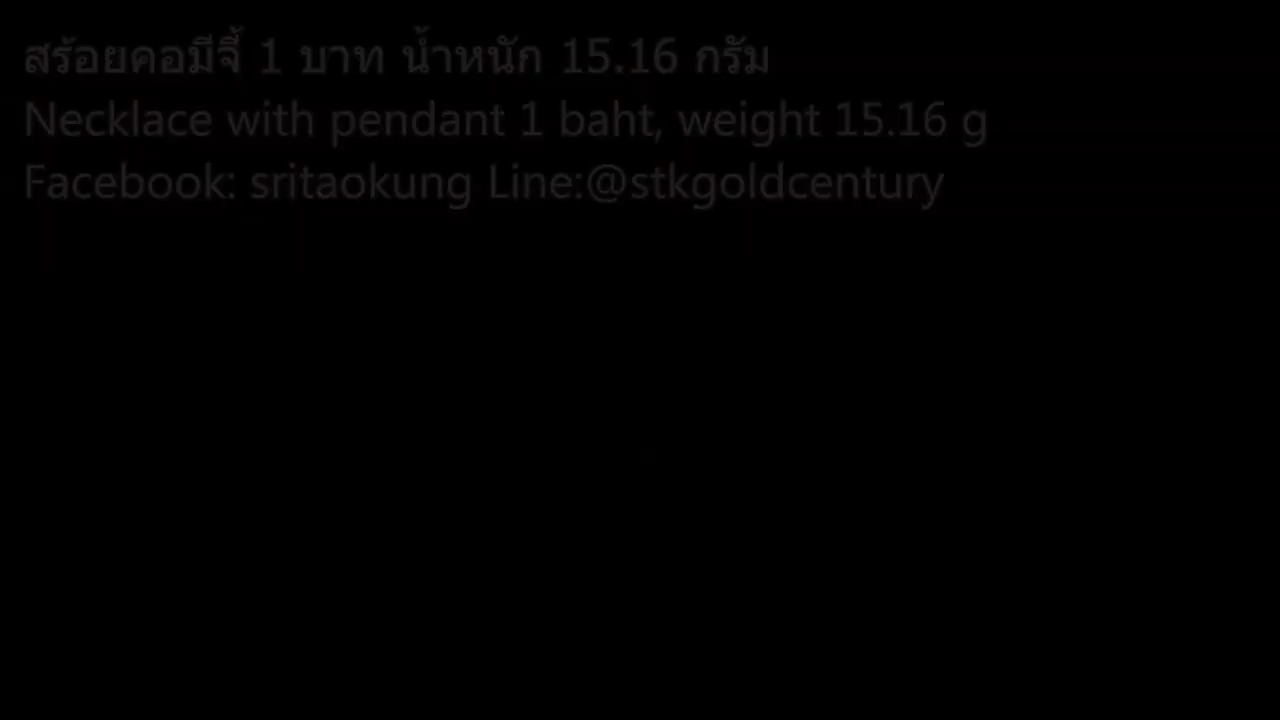 สร้อยคอมีจี้ 1 บาท น้ำหนัก 15.16 กรัม
Necklace with pendant 1 baht, weight 15.16 g
Facebook: sritaokung Line:@stkgoldcentury